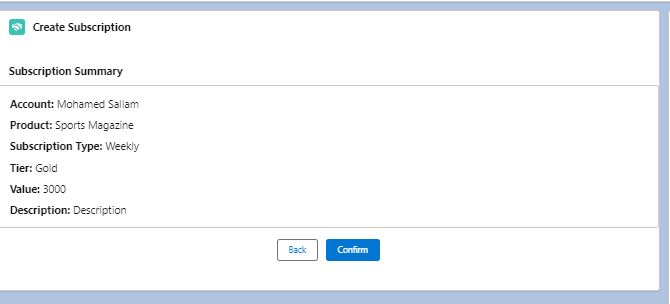 Create Subscription
Subscription Summary
Account: Mohamed Sallam
Product: Sports Magazine
Subscription Type: Weekly
Tier: Gold
Value: 3000
Description: Description
Back Confirm